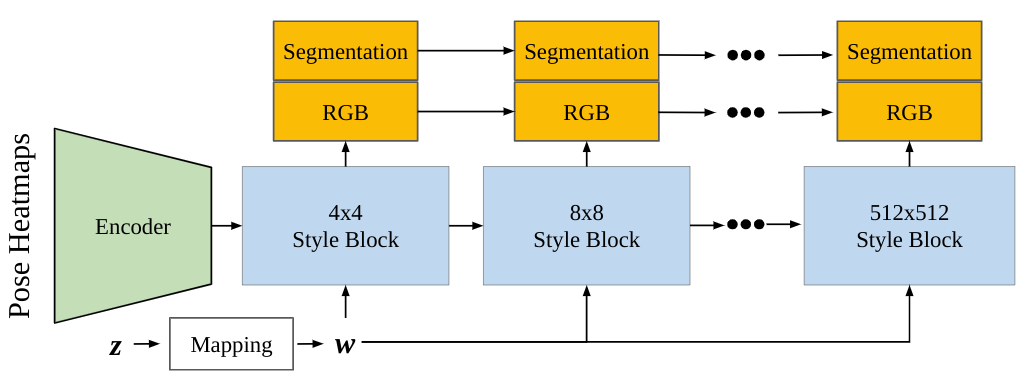 Segmentation
Segmentation
Segmentation
RGB
RGB
RGB
Pose Heatmaps
Encoder
4x4
Style Block
8x8
Style Block
512x512
Style Block
z
Mapping
w